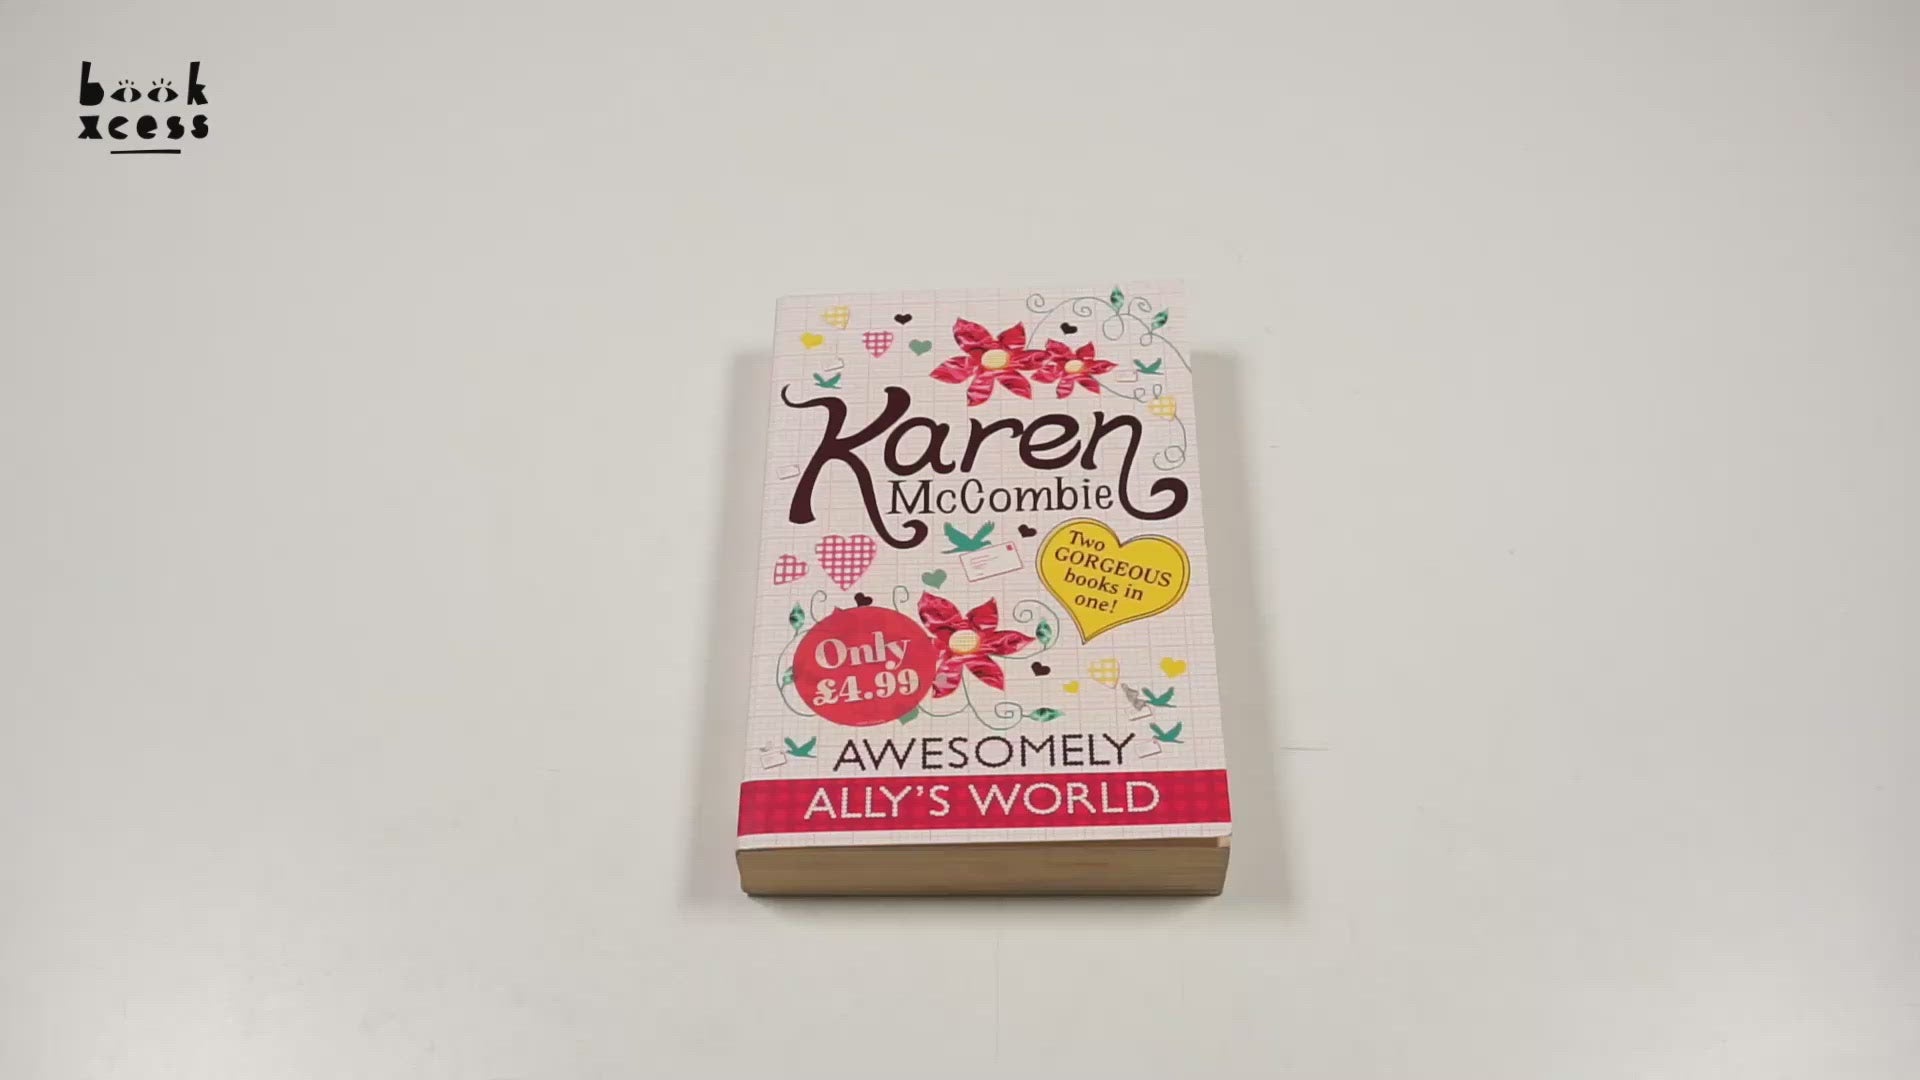 book
xcess
Karen
McCombie
Two
GORGEOUS
books in
one!
Only
£4.99
AWESOMELY
ALLY'S WORLD